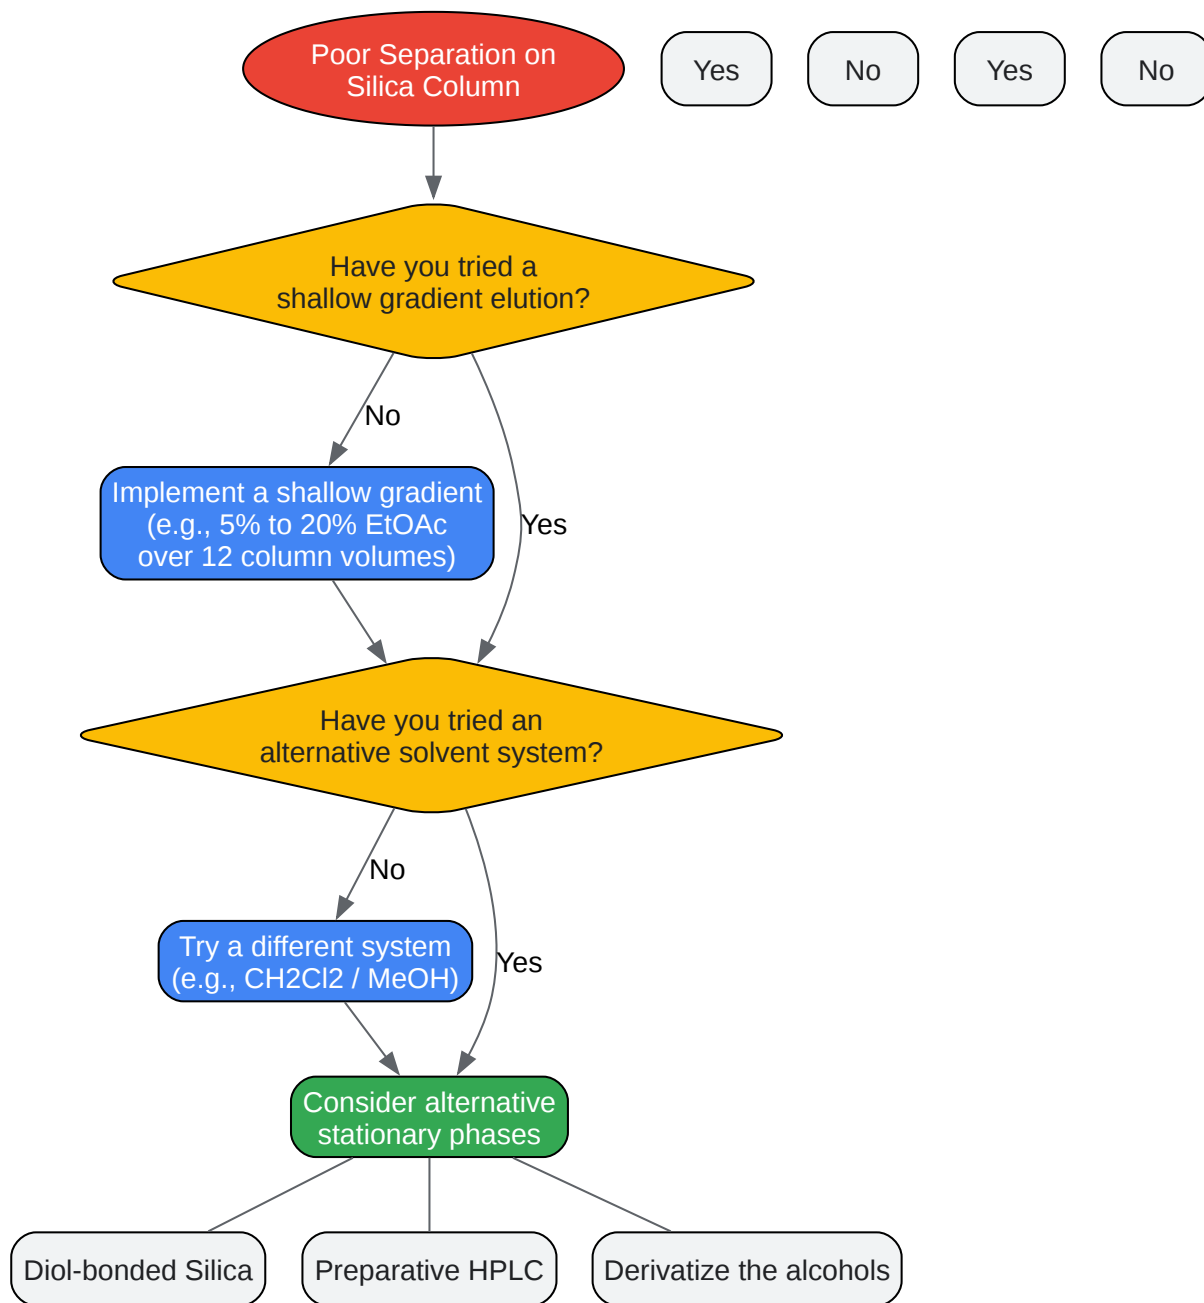 Poor Separation on
Silica Column
Yes
No
Yes
No
Have you tried a
shallow gradient elution?
No
Implement a shallow gradient
(e.g., 5% to 20% EtOAc
over 12 column volumes)
Yes
Have you tried an
alternative solvent system?
No
Try a different system
(e.g., CH2Cl2 / MeOH)
Yes
Consider alternative
stationary phases
Diol-bonded Silica
Preparative HPLC
Derivatize the alcohols